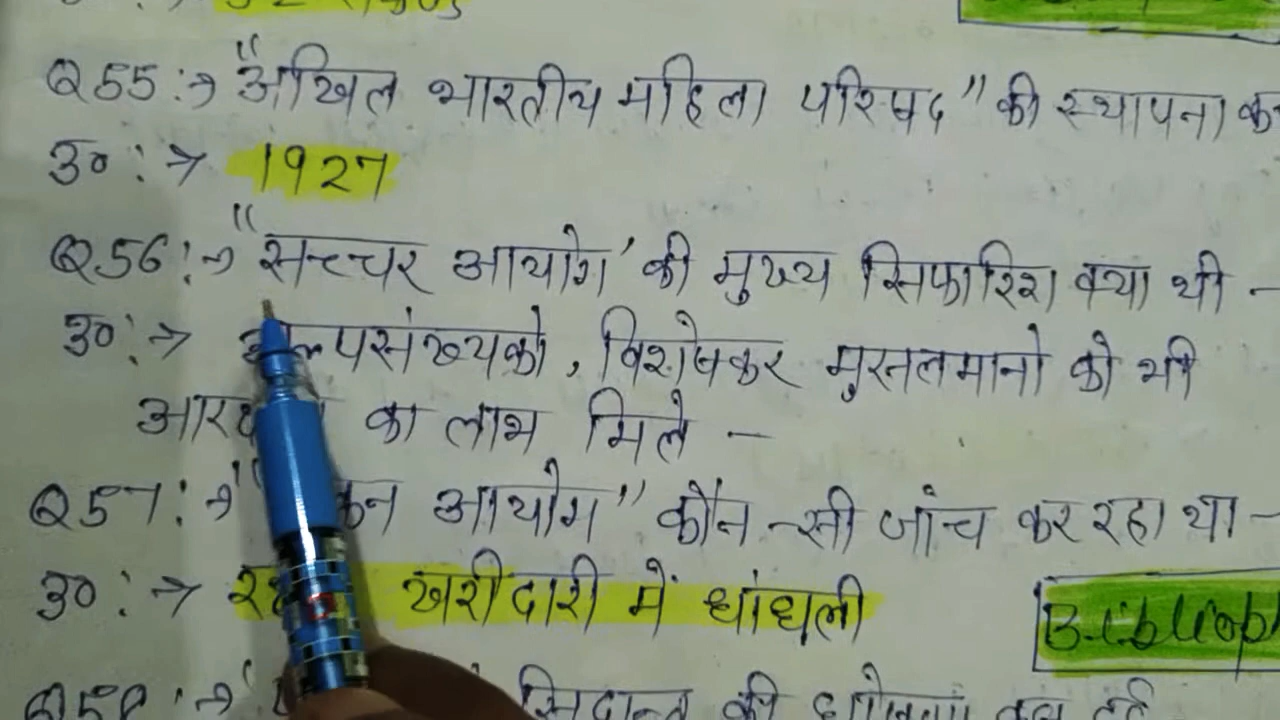 Q55:→ "अखिल भारतीय महिला परिषद" की स्थापना
उ०:→ 1927
Q56:→ "सच्चर आयोग' की मुख्य सिफारिश क्या थी –
उ०:→ अल्पसंख्यको, विशेषकर मुसलमानो को भी
का लाभ मिले –
Q57:→ " आयोग" कौन-सी जांच कर रहा था –
उ०:→ खरीदारी में धांधली